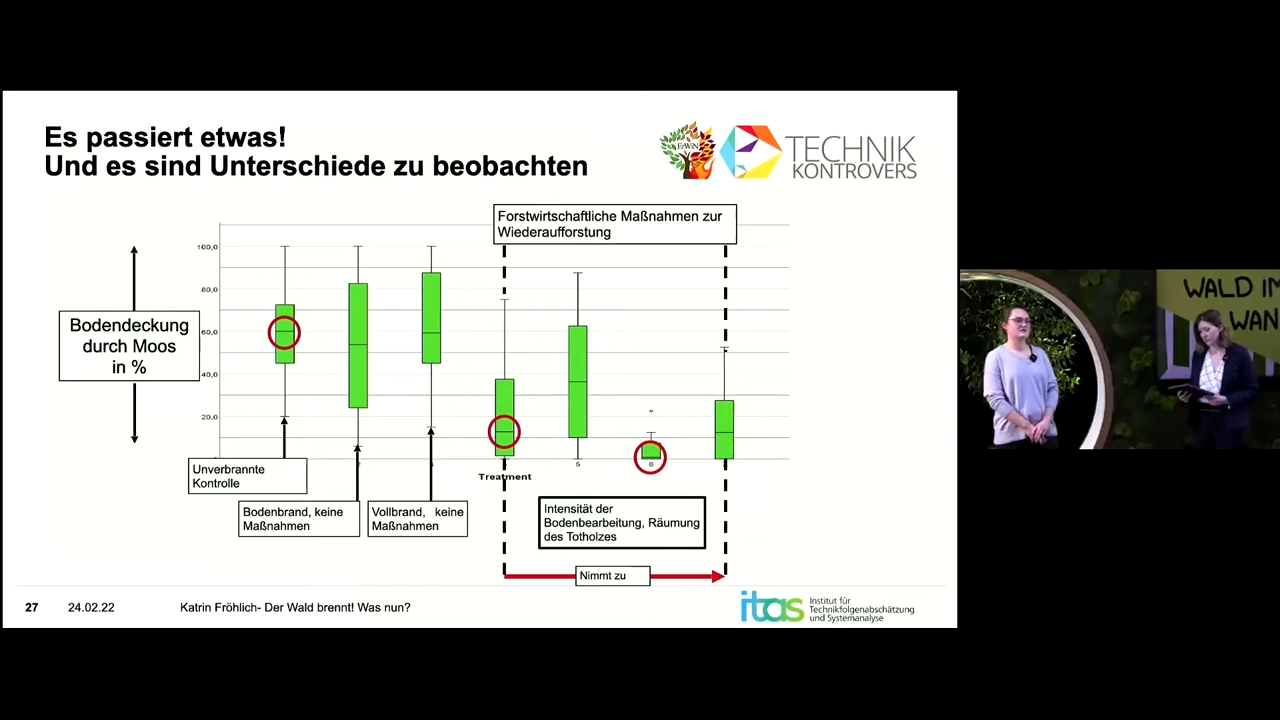 Es passiert etwas!
Und es sind Unterschiede zu beobachten
ErWiN
TECHNIK
KONTROVERS
Forstwirtschaftliche Maßnahmen zur
Wiederaufforstung
100,0
80,0
60,0
40,0
20,0
Bodendeckung
durch Moos
in %
5
6
Treatment
Unverbrannte
Kontrolle
Bodenbrand, keine
Maßnahmen
Vollbrand, keine
Maßnahmen
Intensität der
Bodenbearbeitung, Räumung
des Totholzes
Nimmt zu
27 24.02.22 Katrin Fröhlich- Der Wald brennt! Was nun?
itas Institut für
Technikfolgenabschätzung
und Systemanalyse
WALD IM
WAN